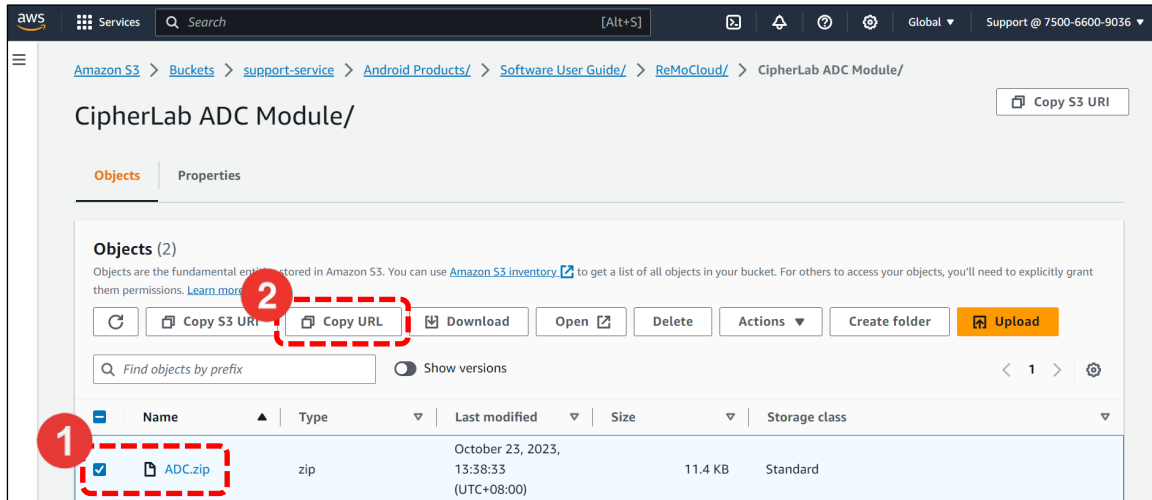 aws Services Search [Alt+S] Global Support @ 7500-6600-9036
Amazon S3 > Buckets > support-service > Android Products/ > Software User Guide/ > ReMoCloud/ > CipherLab ADC Module/
CipherLab ADC Module/
Copy S3 URI
Objects Properties
Objects (2)
Objects are the fundamental stored in Amazon S3. You can use Amazon S3 inventory to get a list of all objects in your bucket. For others to access your objects, you'll need to explicitly grant
them permissions. Learn more
2
Copy S3 URI Copy URL Download Open Delete Actions Create folder Upload
Find objects by prefix Show versions < 1 >
Name Type Last modified Size Storage class
1
ADC.zip zip October 23, 2023, 11.4 KB Standard
13:38:33
(UTC+08:00)